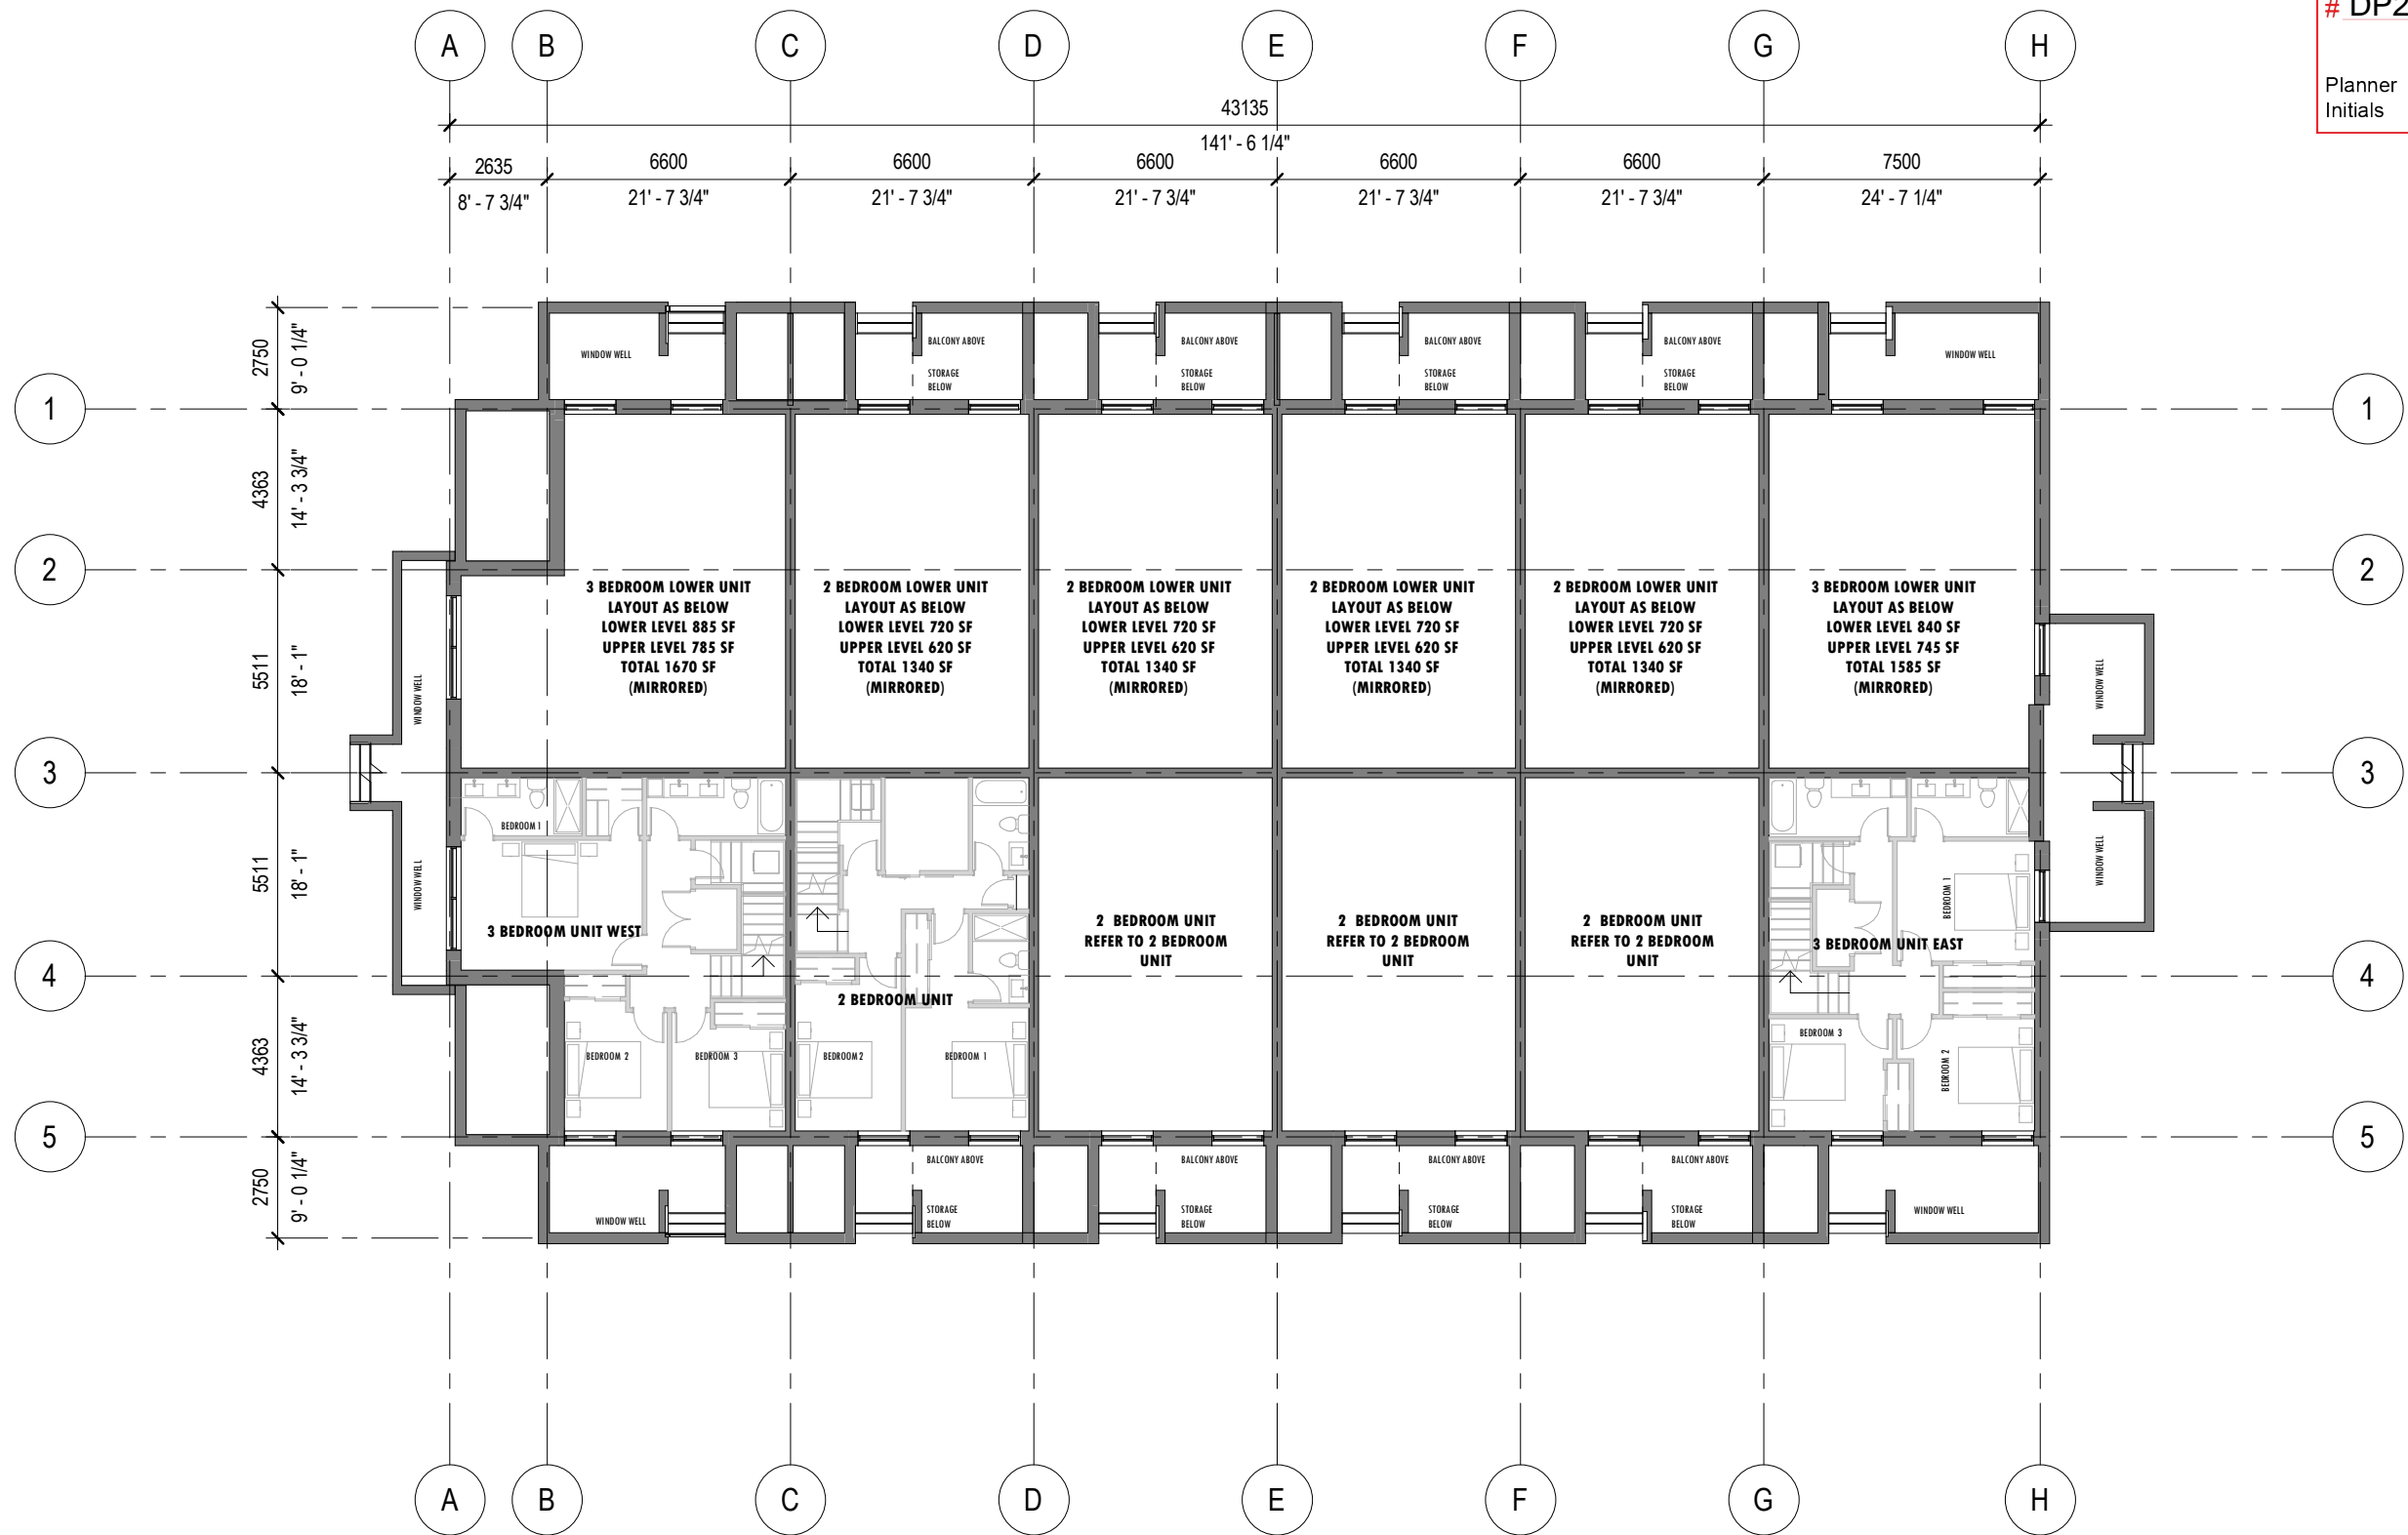 # DP2
Planner
Initials
A B C D E F G H
43135
141' - 6 1/4"
2635 6600 6600 6600 6600 6600 7500
8' - 7 3/4" 21' - 7 3/4" 21' - 7 3/4" 21' - 7 3/4" 21' - 7 3/4" 21' - 7 3/4" 24' - 7 1/4"
2750
9' - 0 1/4"
WINDOW WELL
BALCONY ABOVE
STORAGE
BELOW
BALCONY ABOVE
STORAGE
BELOW
BALCONY ABOVE
STORAGE
BELOW
BALCONY ABOVE
STORAGE
BELOW
WINDOW WELL
1 1
4363
14' - 3 3/4"
2 2
3 BEDROOM LOWER UNIT
LAYOUT AS BELOW
LOWER LEVEL 885 SF
UPPER LEVEL 785 SF
TOTAL 1670 SF
(MIRRORED)
2 BEDROOM LOWER UNIT
LAYOUT AS BELOW
LOWER LEVEL 720 SF
UPPER LEVEL 620 SF
TOTAL 1340 SF
(MIRRORED)
2 BEDROOM LOWER UNIT
LAYOUT AS BELOW
LOWER LEVEL 720 SF
UPPER LEVEL 620 SF
TOTAL 1340 SF
(MIRRORED)
2 BEDROOM LOWER UNIT
LAYOUT AS BELOW
LOWER LEVEL 720 SF
UPPER LEVEL 620 SF
TOTAL 1340 SF
(MIRRORED)
2 BEDROOM LOWER UNIT
LAYOUT AS BELOW
LOWER LEVEL 720 SF
UPPER LEVEL 620 SF
TOTAL 1340 SF
(MIRRORED)
3 BEDROOM LOWER UNIT
LAYOUT AS BELOW
LOWER LEVEL 840 SF
UPPER LEVEL 745 SF
TOTAL 1585 SF
(MIRRORED)
5511
18' - 1"
WINDOW WELL
WINDOW WELL
3 3
5511
18' - 1"
WINDOW WELL
BEDROOM 1
3 BEDROOM UNIT WEST
2 BEDROOM UNIT
REFER TO 2 BEDROOM
UNIT
2 BEDROOM UNIT
REFER TO 2 BEDROOM
UNIT
2 BEDROOM UNIT
REFER TO 2 BEDROOM
UNIT
BEDROOM 1
3 BEDROOM UNIT EAST
WINDOW WELL
4 4
2 BEDROOM UNIT
4363
14' - 3 3/4"
BEDROOM 2
BEDROOM 3
BEDROOM 2
BEDROOM 1
BEDROOM 3
BEDROOM 2
5 5
2750
9' - 0 1/4"
WINDOW WELL
BALCONY ABOVE
STORAGE
BELOW
BALCONY ABOVE
STORAGE
BELOW
BALCONY ABOVE
STORAGE
BELOW
BALCONY ABOVE
STORAGE
BELOW
WINDOW WELL
A B C D E F G H